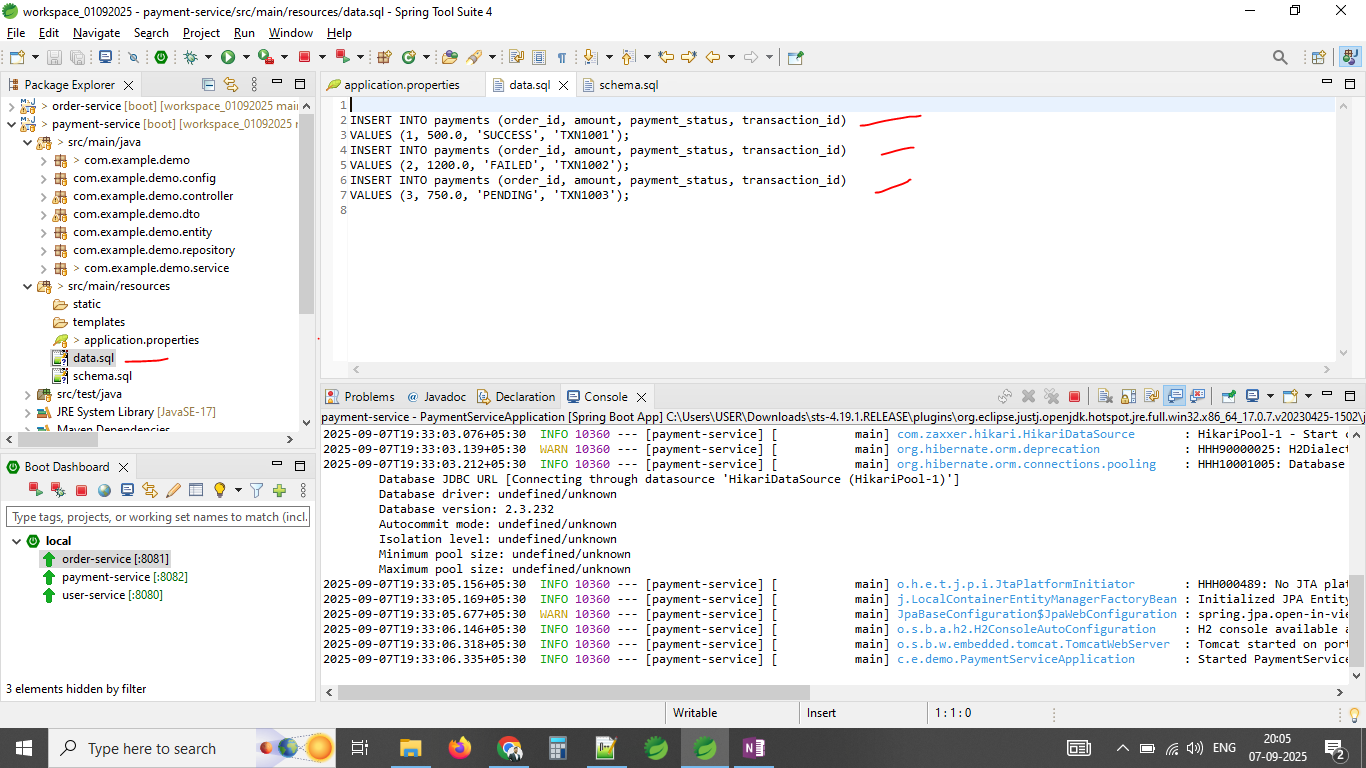 workspace_01092025 - payment-service/src/main/resources/data.sql - Spring Tool Suite 4
File Edit Navigate Search Project Run Window Help
Package Explorer
> order-service [boot] [workspace_01092025 mai
> payment-service [boot] [workspace_01092025 m
> src/main/java
> com.example.demo
com.example.demo.config
com.example.demo.controller
com.example.demo.dto
com.example.demo.entity
com.example.demo.repository
> com.example.demo.service
> src/main/resources
static
templates
> application.properties
data.sql
schema.sql
src/test/java
JRE System Library [JavaSE-17]
Maven Dependencies
application.properties data.sql schema.sql
1
2 INSERT INTO payments (order_id, amount, payment_status, transaction_id)
3 VALUES (1, 500.0, 'SUCCESS', 'TXN1001');
4 INSERT INTO payments (order_id, amount, payment_status, transaction_id)
5 VALUES (2, 1200.0, 'FAILED', 'TXN1002');
6 INSERT INTO payments (order_id, amount, payment_status, transaction_id)
7 VALUES (3, 750.0, 'PENDING', 'TXN1003');
8
Boot Dashboard
Type tags, projects, or working set names to match (incl.
local
order-service [:8081]
payment-service [:8082]
user-service [:8080]
3 elements hidden by filter
Problems @ Javadoc Declaration Console
payment-service - PaymentServiceApplication [Spring Boot App] C:\Users\USER\Downloads\sts-4.19.1.RELEASE\plugins\org.eclipse.justj.openjdk.hotspot.jre.full.win32.x86_64_17.0.7.v20230425-1502\j
2025-09-07T19:33:03.076+05:30 INFO 10360 --- [payment-service] [ main] com.zaxxer.hikari.HikariDataSource : HikariPool-1 - Start
2025-09-07T19:33:03.139+05:30 WARN 10360 --- [payment-service] [ main] org.hibernate.orm.deprecation : HHH90000025: H2Dialec
2025-09-07T19:33:03.212+05:30 INFO 10360 --- [payment-service] [ main] org.hibernate.orm.connections.pooling : HHH10001005: Database
Database JDBC URL [Connecting through datasource 'HikariDataSource (HikariPool-1)']
Database driver: undefined/unknown
Database version: 2.3.232
Autocommit mode: undefined/unknown
Isolation level: undefined/unknown
Minimum pool size: undefined/unknown
Maximum pool size: undefined/unknown
2025-09-07T19:33:05.156+05:30 INFO 10360 --- [payment-service] [ main] o.h.e.t.j.p.i.JtaPlatformInitiator : HHH000489: No JTA plat
2025-09-07T19:33:05.169+05:30 INFO 10360 --- [payment-service] [ main] j.LocalContainerEntityManagerFactoryBean : Initialized JPA Entity
2025-09-07T19:33:05.677+05:30 WARN 10360 --- [payment-service] [ main] JpaBaseConfiguration$JpaWebConfiguration : spring.jpa.open-in-vie
2025-09-07T19:33:06.146+05:30 INFO 10360 --- [payment-service] [ main] o.s.b.a.h2.H2ConsoleAutoConfiguration : H2 console available a
2025-09-07T19:33:06.318+05:30 INFO 10360 --- [payment-service] [ main] o.s.b.w.embedded.tomcat.TomcatWebServer : Tomcat started on port
2025-09-07T19:33:06.335+05:30 INFO 10360 --- [payment-service] [ main] c.e.demo.PaymentServiceApplication : Started PaymentService
Writable Insert 1 : 1 : 0
Type here to search
ENG
20:05
07-09-2025
2